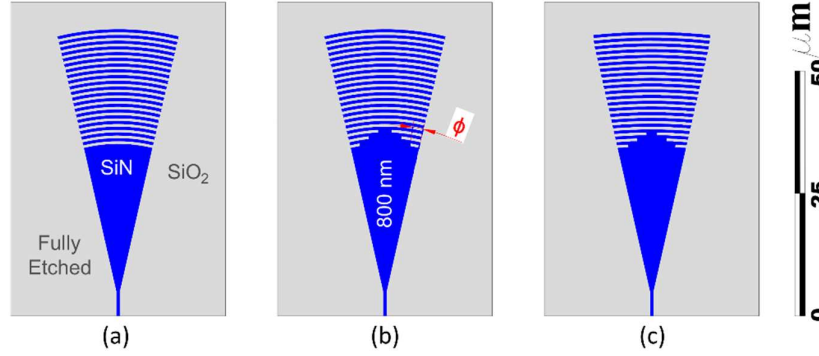 SiN
SiO₂
Fully
Etched
(a)
800 nm
ϕ
(b)
(c)
μm
50
25
0